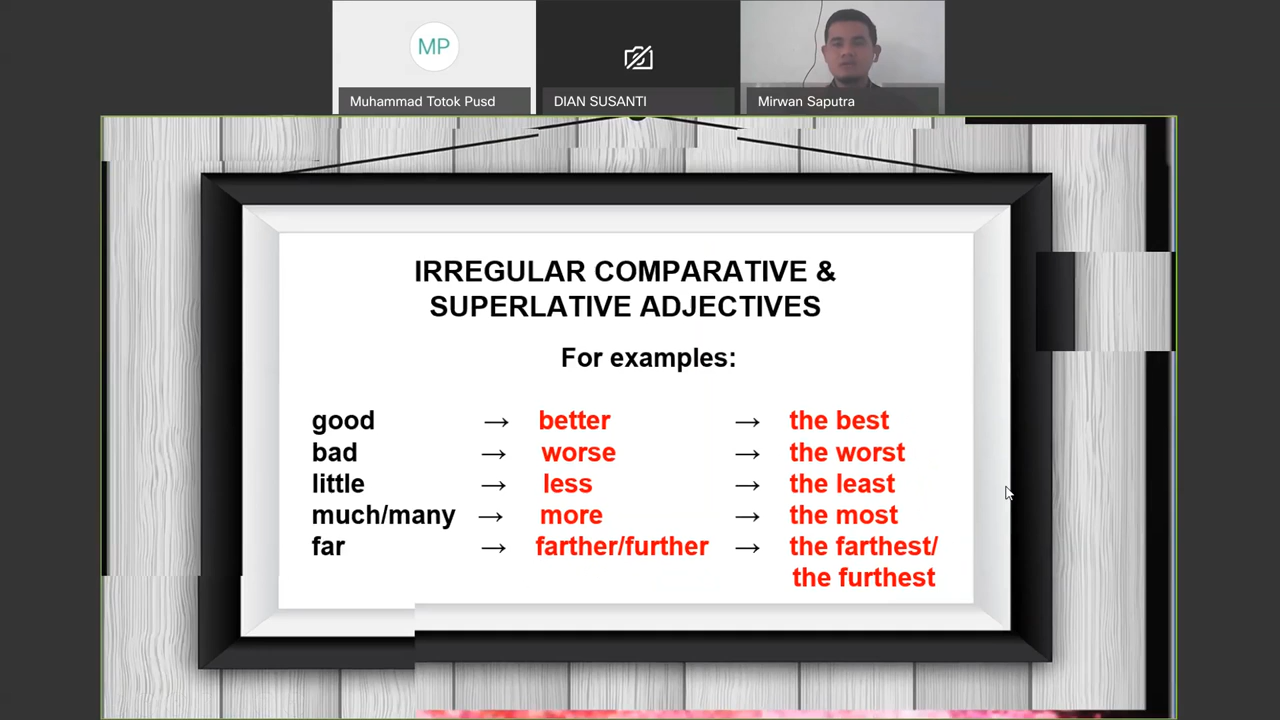 MP
Muhammad Totok Pusd
DIAN SUSANTI
Mirwan Saputra
IRREGULAR COMPARATIVE &
SUPERLATIVE ADJECTIVES
For examples:
good → better → the best
bad → worse → the worst
little → less → the least
much/many → more → the most
far → farther/further → the farthest/
the furthest